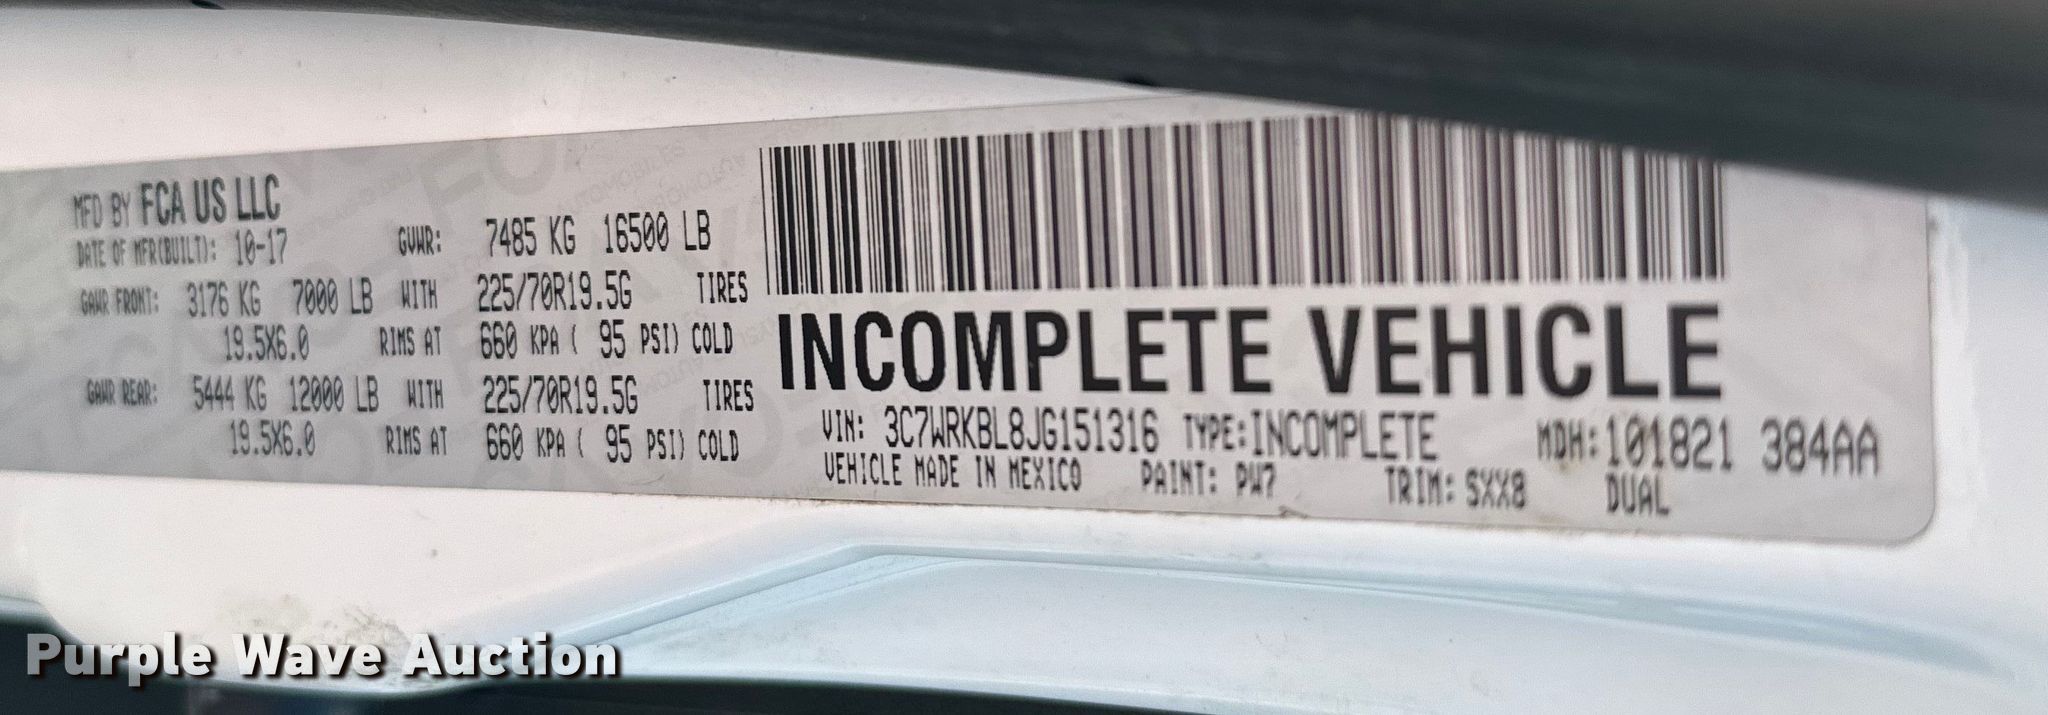 MFD BY FCA US LLC
DATE OF MFR(BUILT): 10-17 GVWR: 7485 KG 16500 LB
GAWR FRONT: 3176 KG 7000 LB WITH 225/70R19.5G TIRES
19.5X6.0 RIMS AT 660 KPA ( 95 PSI) COLD
GAWR REAR: 5444 KG 12000 LB WITH 225/70R19.5G TIRES
19.5X6.0 RIMS AT 660 KPA ( 95 PSI) COLD
INCOMPLETE VEHICLE
VIN: 3C7WRKBL8JG151316 TYPE:INCOMPLETE MDH:101821 384AA
VEHICLE MADE IN MEXICO PAINT: PW7 TRIM: SXX8 DUAL
Purple Wave Auction